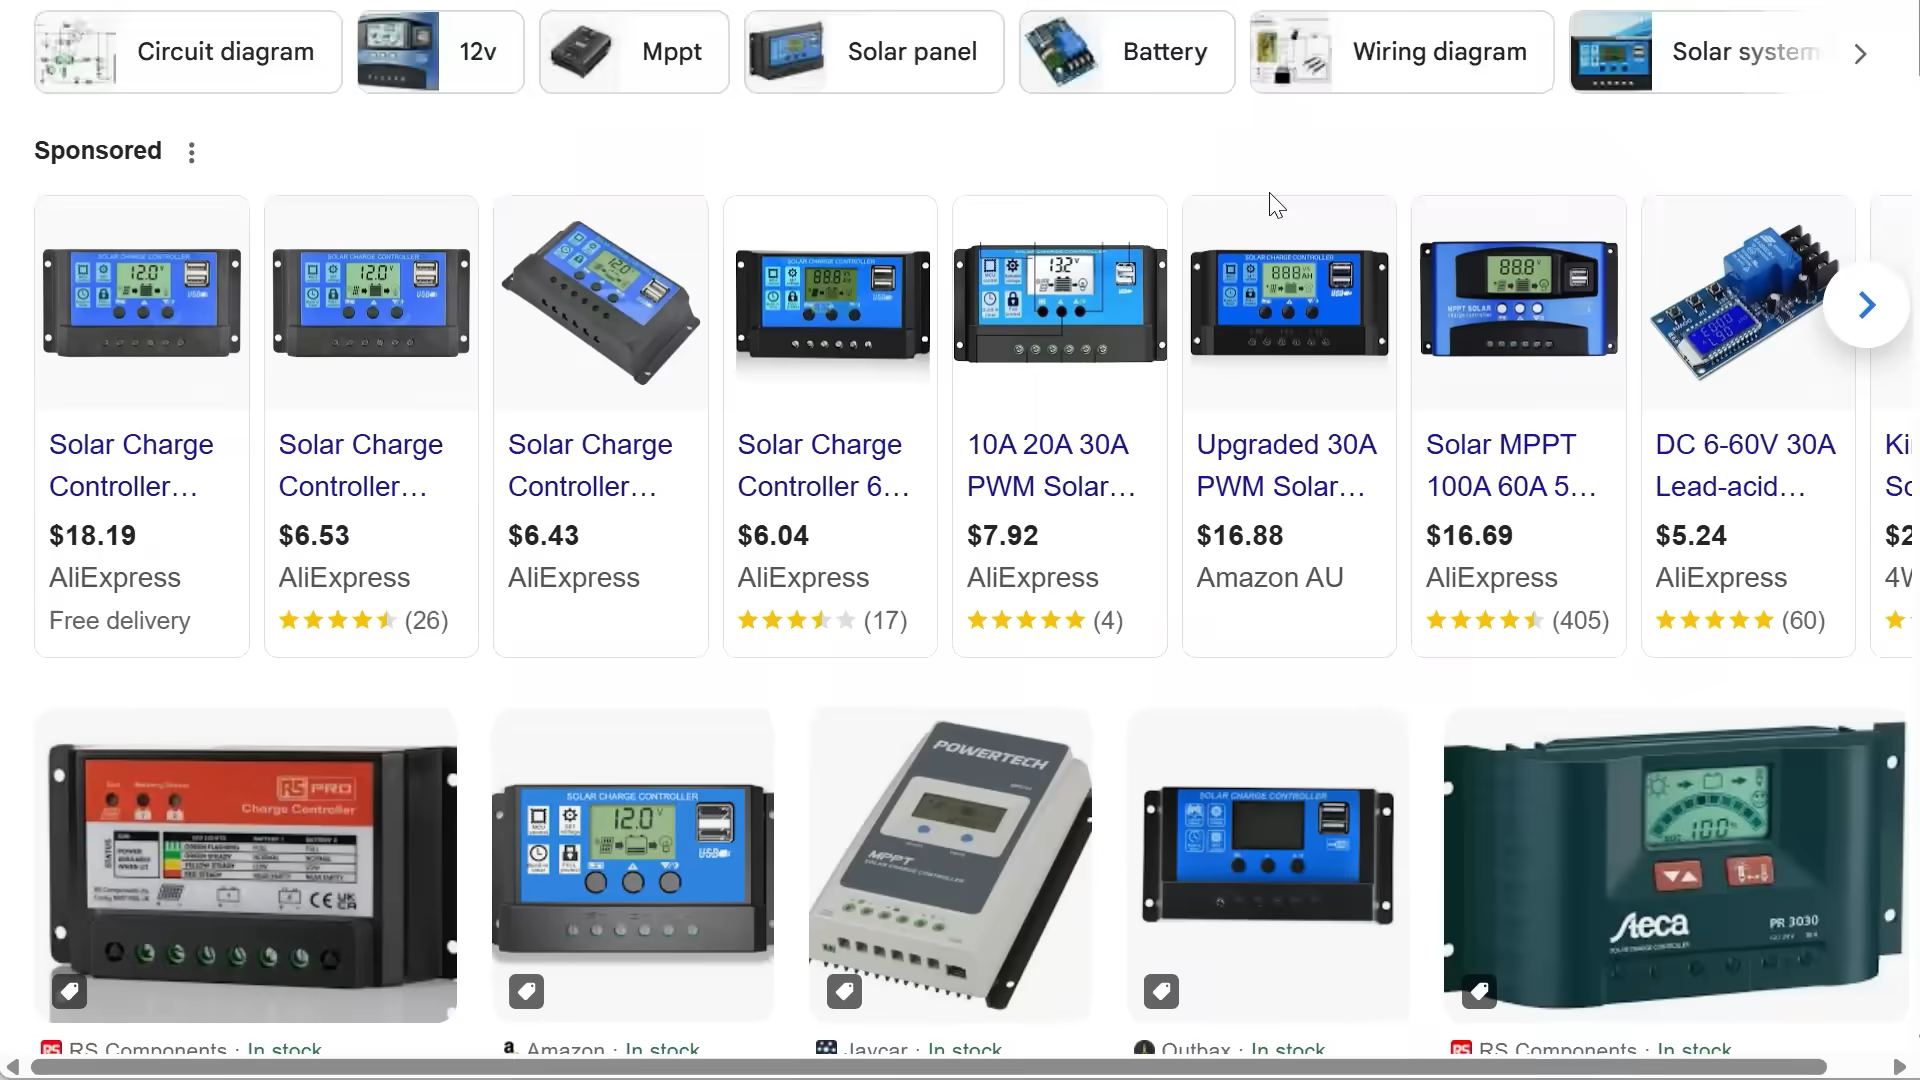 Circuit diagram
12v
Mppt
Solar panel
Battery
Wiring diagram
Solar system
Sponsored
Solar Charge
Controller...
$18.19
AliExpress
Free delivery
Solar Charge
Controller...
$6.53
AliExpress
(26)
Solar Charge
Controller...
$6.43
AliExpress
Solar Charge
Controller 6...
$6.04
AliExpress
(17)
10A 20A 30A
PWM Solar...
$7.92
AliExpress
(4)
Upgraded 30A
PWM Solar...
$16.88
Amazon AU
Solar MPPT
100A 60A 5...
$16.69
AliExpress
(405)
DC 6-60V 30A
Lead-acid...
$5.24
AliExpress
(60)
RS PRO
Charge Controller
SOLAR CHARGE CONTROLLER
12.0
USB
POWERTECH
MPPT
SOLAR CHARGE CONTROLLER
SOLAR CHARGE CONTROLLER
100%
Steca
PR 3030
RS Components · In stock
Amazon · In stock
Jaycar · In stock
Outbax · In stock
RS Components · In stock